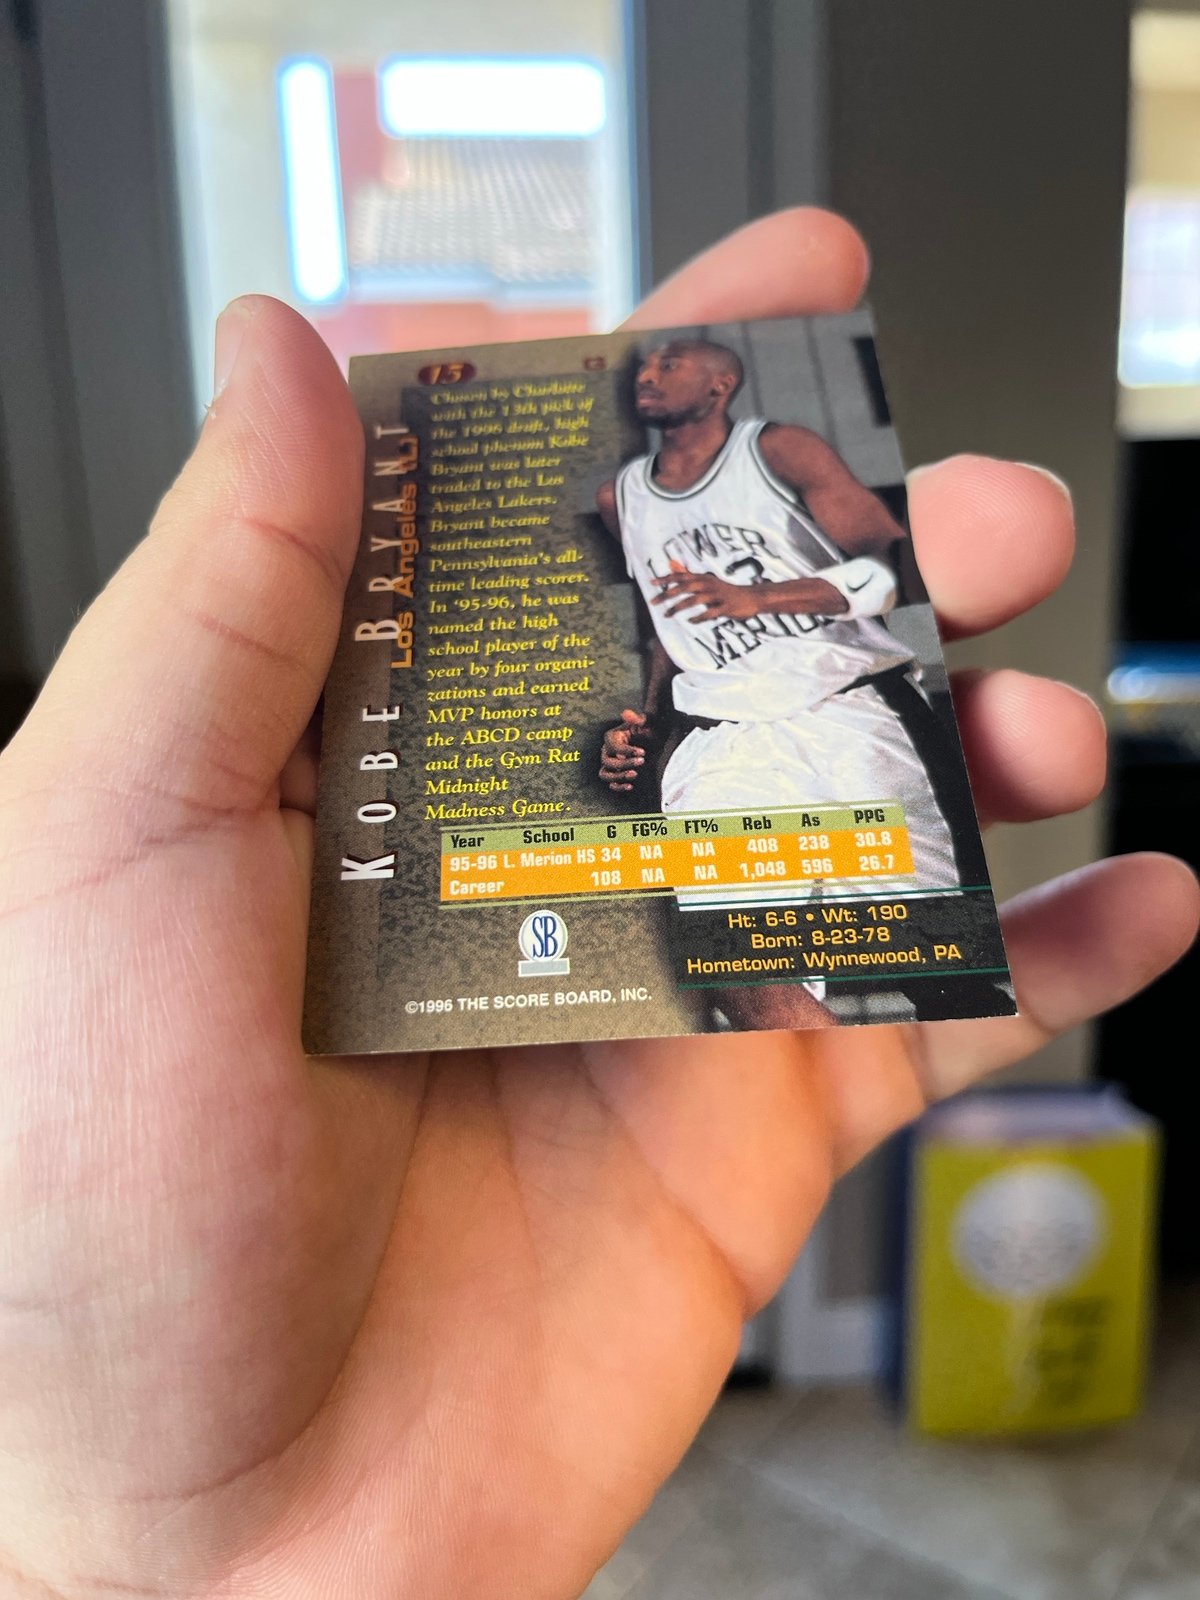 15
G
Chosen by Charlotte
with the 13th pick of
the 1996 draft, high
school phenom Kobe
Bryant was later
traded to the Los
Angeles Lakers.
Bryant became
southeastern
Pennsylvania's all-
time leading scorer.
In '95-96, he was
named the high
school player of the
year by four organi-
zations and earned
MVP honors at
the ABCD camp
and the Gym Rat
Midnight
Madness Game.
KOBE BRYANT
Los Angeles (L)
LOWER
3
MERION
Year School G FG% FT% Reb As PPG
95-96 L. Merion HS 34 NA NA 408 238 30.8
Career 108 NA NA 1,048 596 26.7
SB
Ht: 6-6 • Wt: 190
Born: 8-23-78
Hometown: Wynnewood, PA
©1996 THE SCORE BOARD, INC.